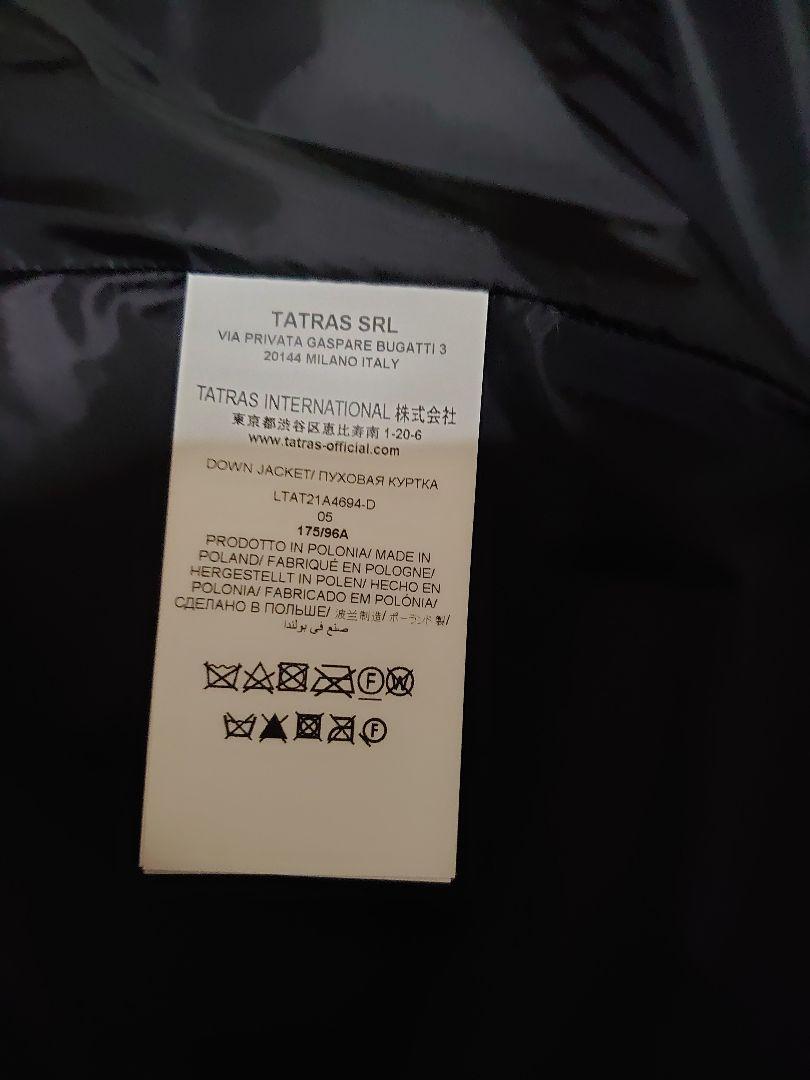 TATRAS SRL
VIA PRIVATA GASPARE BUGATTI 3
20144 MILANO ITALY
TATRAS INTERNATIONAL 株式会社
東京都渋谷区恵比寿南 1-20-6
www.tatras-official.com
DOWN JACKET/ ПУХОВАЯ КУРТКА
LTAT21A4694-D
05
175/96A
PRODOTTO IN POLONIA/ MADE IN
POLAND/ FABRIQUÉ EN POLOGNE/
HERGESTELLT IN POLEN/ HECHO EN
POLONIA/ FABRICADO EM POLÓNIA/
СДЕЛАНО В ПОЛЬШЕ/ 波兰制造/ ポーランド製/
صنع في بولندا
F W
F